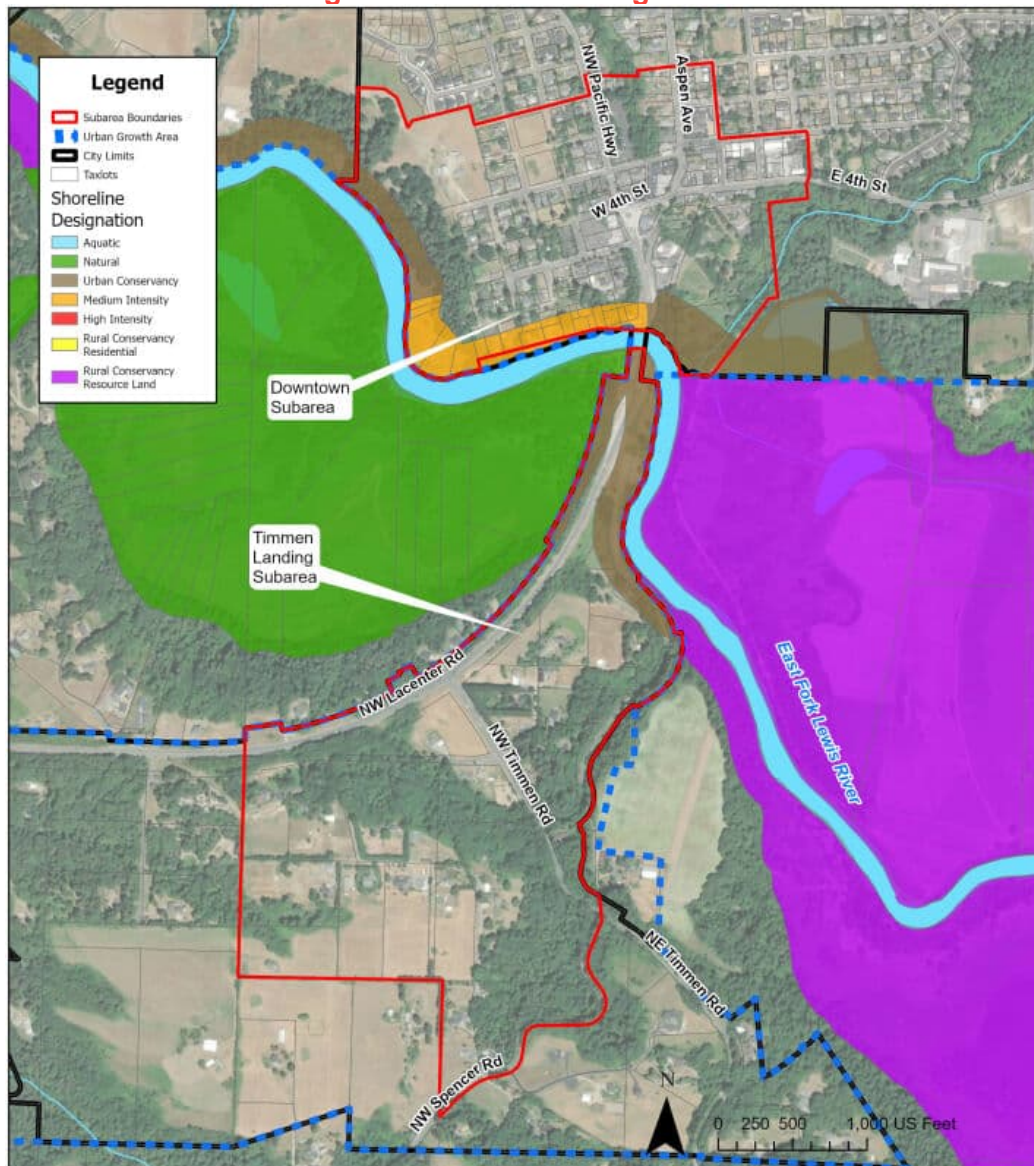 Legend
Subarea Boundaries
Urban Growth Area
City Limits
Taxlots
Shoreline
Designation
Aquatic
Natural
Urban Conservancy
Medium Intensity
High Intensity
Rural Conservancy
Residential
Rural Conservancy
Resource Land
NW Pacific Hwy
Aspen Ave
W 4th St
E 4th St
Downtown
Subarea
Timmen
Landing
Subarea
NW Lacenter Rd
NW Timmen Rd
East Fork Lewis River
NE Timmen Rd
NW Spencer Rd
N
0 250 500 1,000 US Feet